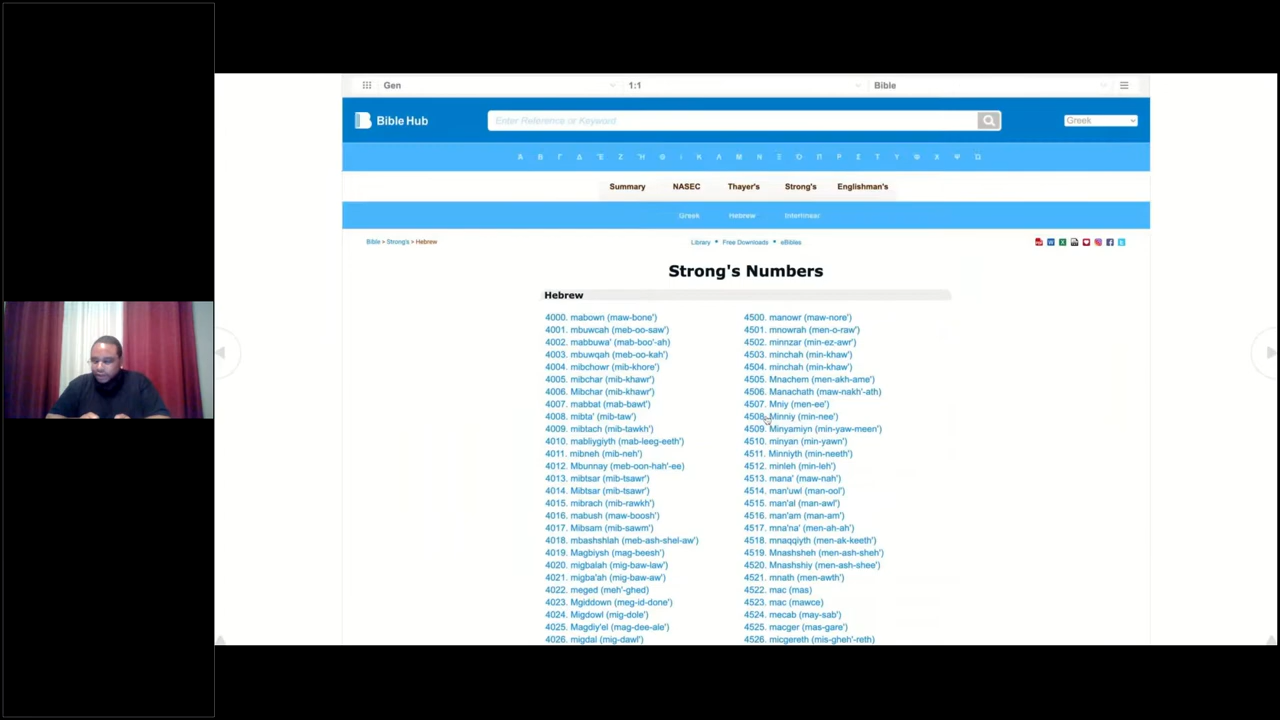 Gen 1:1 Bible
Bible Hub Enter Reference or Keyword Greek
Summary NASEC Thayer's Strong's Englishman's
Greek Hebrew Interlinear
Bible > Strong's > Hebrew
Library • Free Downloads • eBibles
Strong's Numbers
Hebrew
4000. mabown (maw-bone')
4001. mbuwcah (meb-oo-saw')
4002. mabbuwa' (mab-boo'-ah)
4003. mbuwqah (meb-oo-kah')
4004. mibchowr (mib-khore')
4005. mibchar (mib-khawr')
4006. Mibchar (mib-khawr')
4007. mabbat (mab-bawt')
4008. mibta' (mib-taw')
4009. mibtach (mib-tawkh')
4010. mabliygiyth (mab-leeg-eeth')
4011. mibneh (mib-neh')
4012. Mbunnay (meb-oon-hah'-ee)
4013. mibtsar (mib-tsawr')
4014. Mibtsar (mib-tsawr')
4015. mibrach (mib-rawkh')
4016. mabush (maw-boosh')
4017. Mibsam (mib-sawm')
4018. mbashshlah (meb-ash-shel-aw')
4019. Magbiysh (mag-beesh')
4020. migbalah (mig-baw-law')
4021. migba'ah (mig-baw-aw')
4022. meged (meh'-ghed)
4023. Mgiddown (meg-id-done')
4024. Migdowl (mig-dole')
4025. Magdiy'el (mag-dee-ale')
4026. migdal (mig-dawl')
4500. manowr (maw-nore')
4501. mnowrah (men-o-raw')
4502. minnzar (min-ez-awr')
4503. minchah (min-khaw')
4504. minchah (min-khaw')
4505. Mnachem (men-akh-ame')
4506. Manachath (maw-nakh'-ath)
4507. Mniy (men-ee')
4508. Minniy (min-nee')
4509. Minyamiyn (min-yaw-meen')
4510. minyan (min-yawn')
4511. Minniyth (min-neeth')
4512. minleh (min-leh')
4513. mana' (maw-nah')
4514. man'uwl (man-ool')
4515. man'al (man-awl')
4516. man'am (man-am')
4517. mna'na' (men-ah-ah')
4518. mnaqqiyth (men-ak-keeth')
4519. Mnashsheh (men-ash-sheh')
4520. Mnashshiy (men-ash-shee')
4521. mnath (men-awth')
4522. mac (mas)
4523. mac (mawce')
4524. mecab (may-sab')
4525. macger (mas-gare')
4526. micgereth (mis-gheh'-reth)